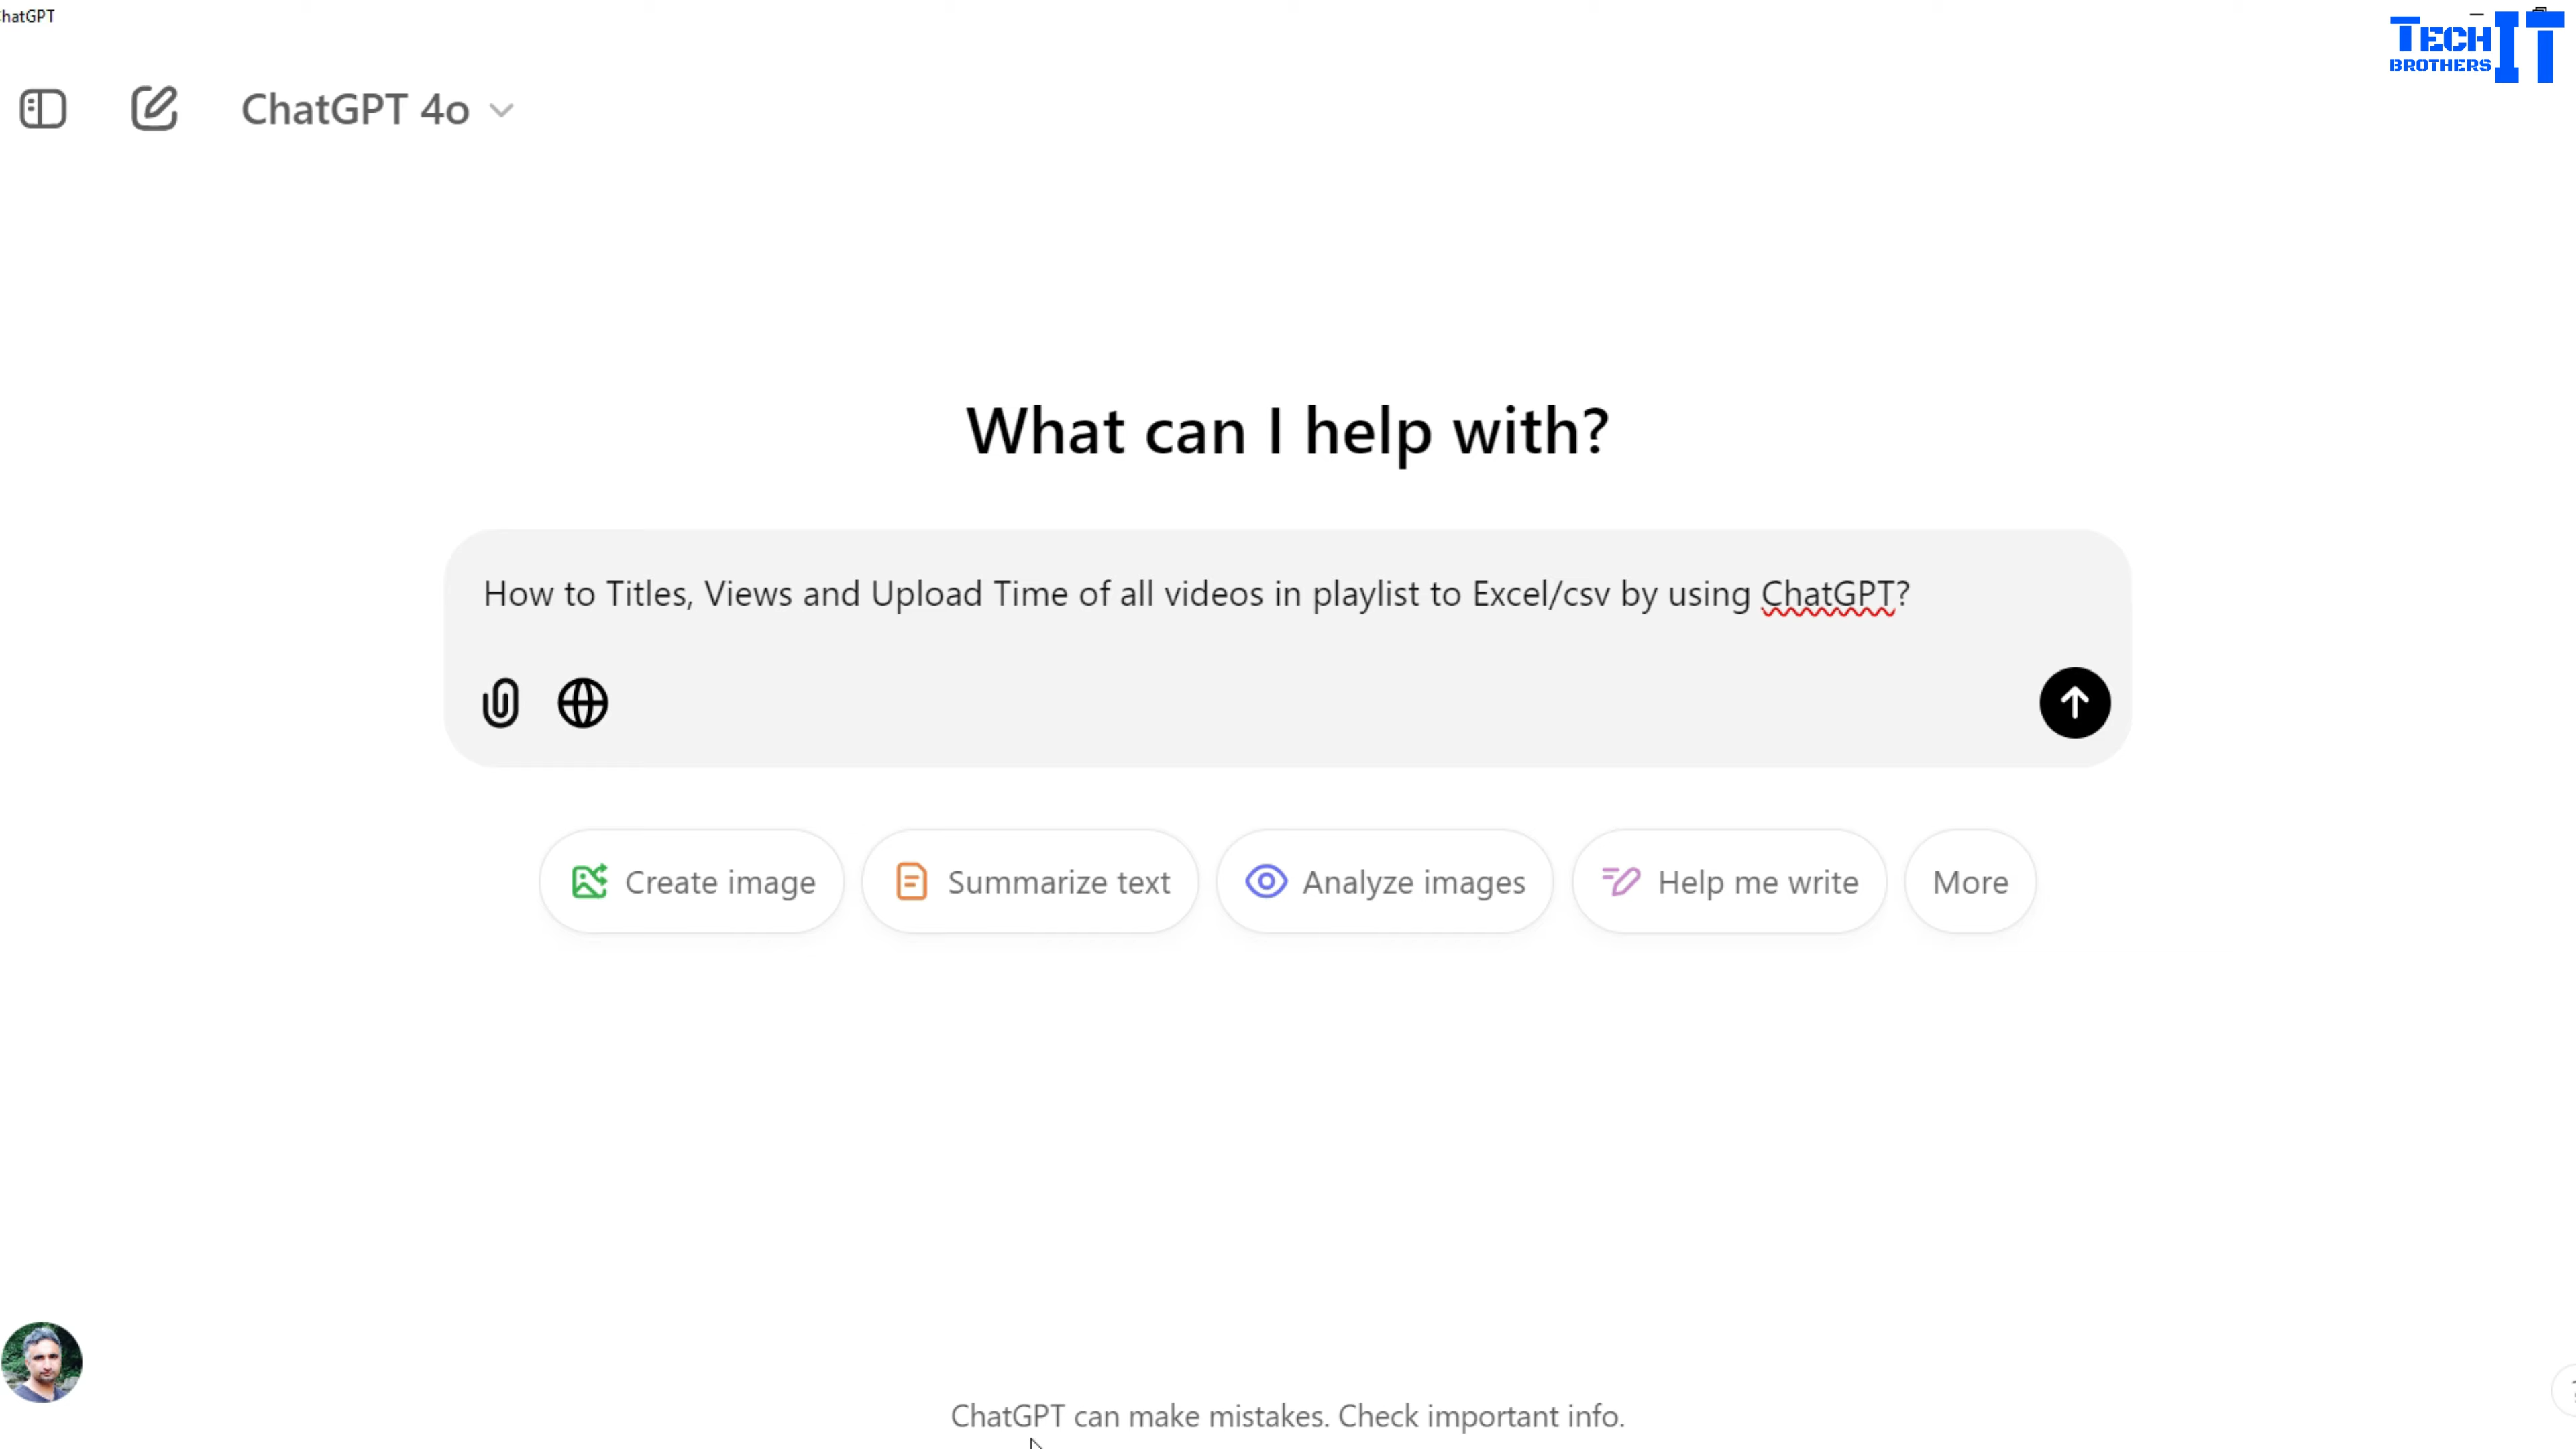 hatGPT
TECH IT
BROTHERS
ChatGPT 4o
What can I help with?
How to Titles, Views and Upload Time of all videos in playlist to Excel/csv by using ChatGPT?
Create image
Summarize text
Analyze images
Help me write
More
ChatGPT can make mistakes. Check important info.